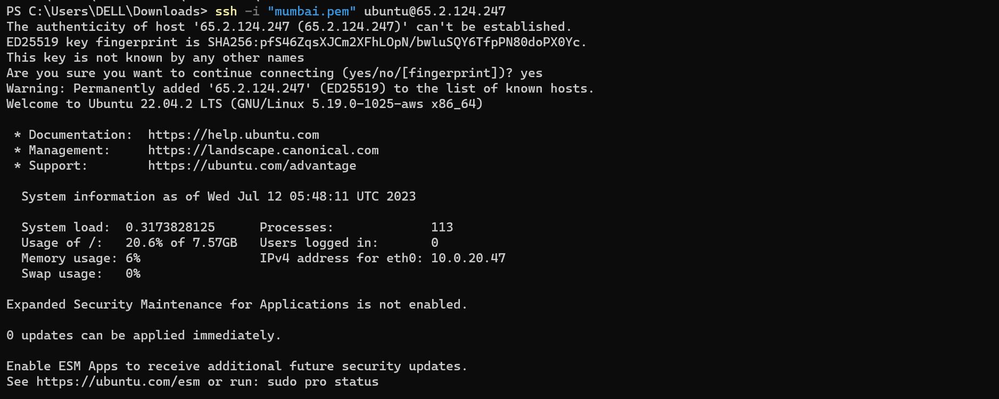 PS C:\Users\DELL\Downloads> ssh -i "mumbai.pem" ubuntu@65.2.124.247
The authenticity of host '65.2.124.247 (65.2.124.247)' can't be established.
ED25519 key fingerprint is SHA256:pfS46ZqsXJCm2XFhLOpN/bwluSQY6TfpPN80doPX0Yc.
This key is not known by any other names
Are you sure you want to continue connecting (yes/no/[fingerprint])? yes
Warning: Permanently added '65.2.124.247' (ED25519) to the list of known hosts.
Welcome to Ubuntu 22.04.2 LTS (GNU/Linux 5.19.0-1025-aws x86_64)

 * Documentation:  https://help.ubuntu.com
 * Management:     https://landscape.canonical.com
 * Support:        https://ubuntu.com/advantage

  System information as of Wed Jul 12 05:48:11 UTC 2023

  System load:  0.3173828125      Processes:             113
  Usage of /:   20.6% of 7.57GB   Users logged in:       0
  Memory usage: 6%                IPv4 address for eth0: 10.0.20.47
  Swap usage:   0%

Expanded Security Maintenance for Applications is not enabled.

0 updates can be applied immediately.

Enable ESM Apps to receive additional future security updates.
See https://ubuntu.com/esm or run: sudo pro status